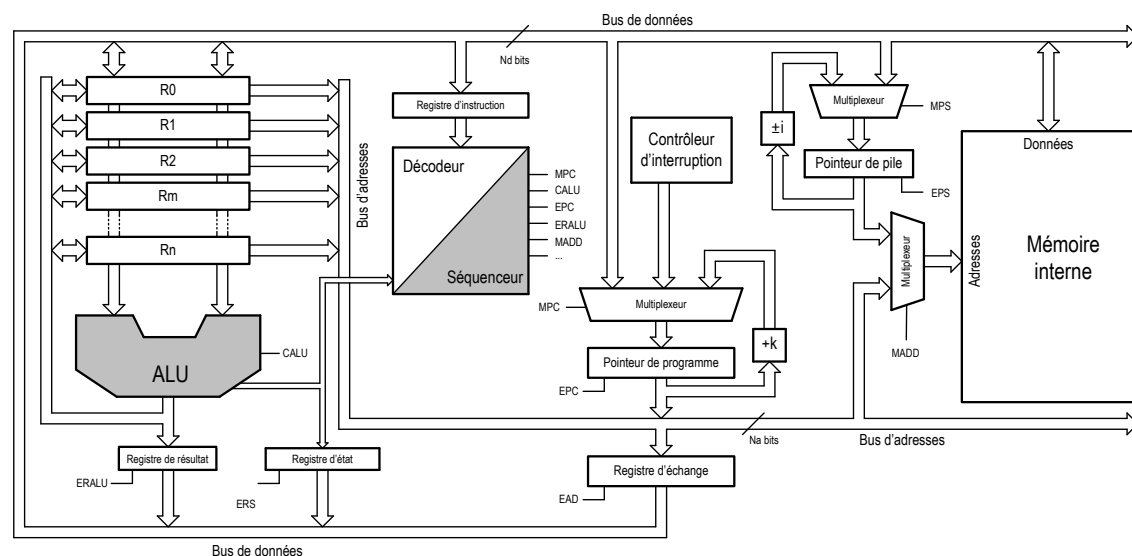 Bus de données
Nd bits
R0
R1
R2
Rm
Rn
Bus d'adresses
Registre d'instruction
Décodeur
Séquenceur
MPC
CALU
EPC
ERALU
MADD
...
Contrôleur
d'interruption
Multiplexeur
MPS
±i
Pointeur de pile
EPS
Multiplexeur
MADD
Données
Adresses
Mémoire
interne
MPC
Multiplexeur
+k
Pointeur de programme
EPC
ALU
CALU
Na bits
Bus d'adresses
Registre de résultat
ERALU
Registre d'état
ERS
Registre d'échange
EAD
Bus de données